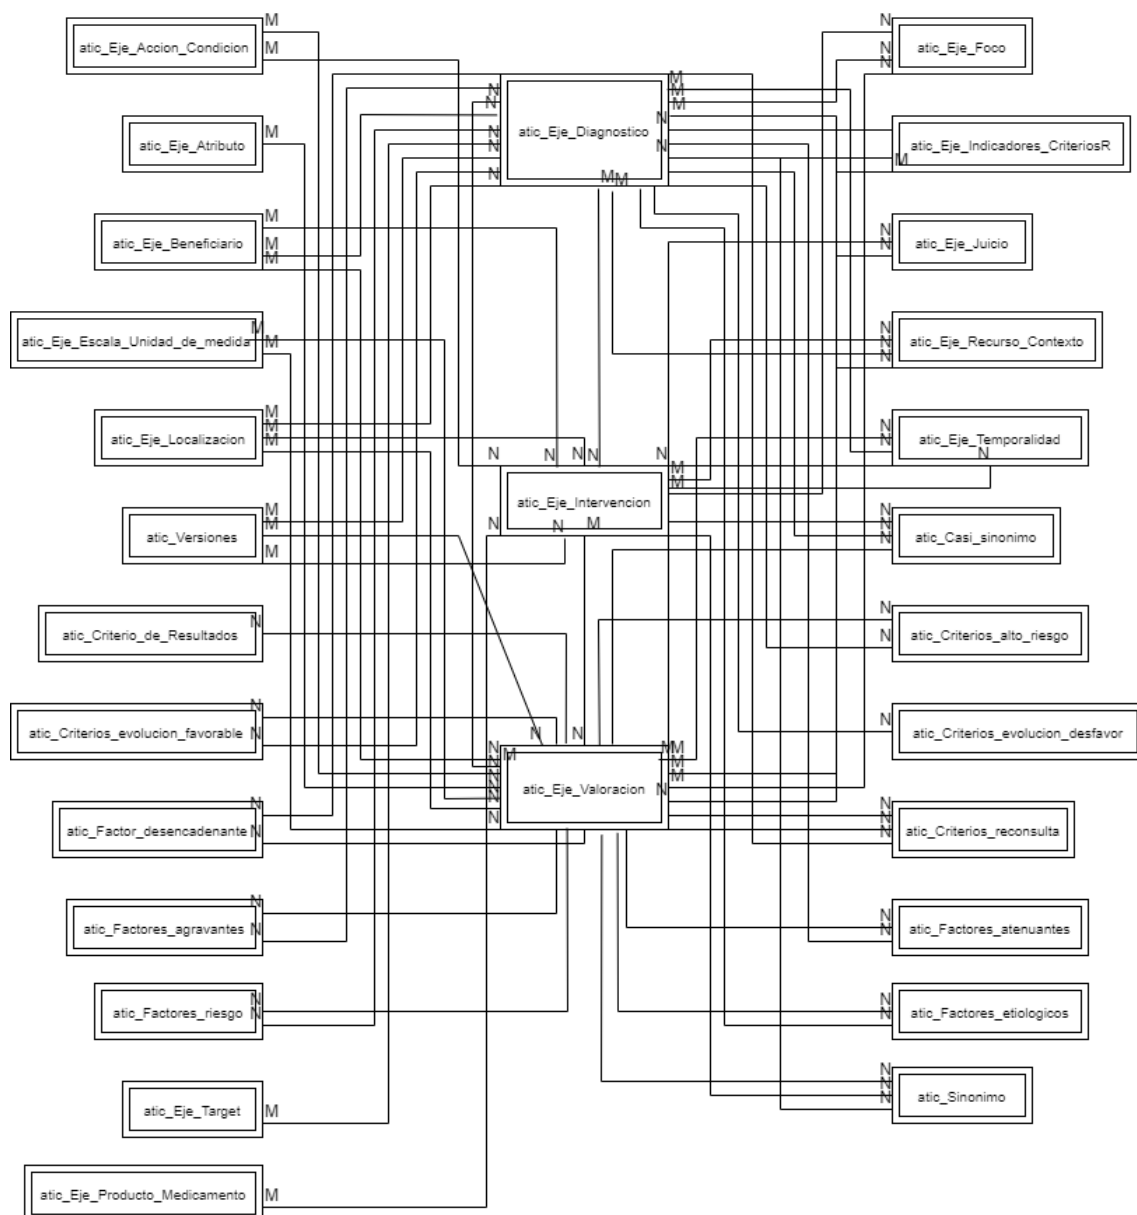 atic_Eje_Accion_Condicion
M
M
atic_Eje_Atributo
M
atic_Eje_Beneficiario
M
M
M
atic_Eje_Escala_Unidad_de_medida
M
M
atic_Eje_Localizacion
M
M
M
atic_Versiones
M
M
M
atic_Criterio_de_Resultados
N
atic_Criterios_evolucion_favorable
N
N
atic_Factor_desencadenante
N
N
atic_Factores_agravantes
N
N
atic_Factores_riesgo
N
N
atic_Eje_Target
M
atic_Eje_Producto_Medicamento
M
atic_Eje_Diagnostico
N
N
N
N
N
M
M
M
N
N
M
M
atic_Eje_Intervencion
N
N
N
N
N
M
M
N
N
M
atic_Eje_Valoracion
N
N
N
M
N
N
N
N
N
M
M
M
M
N
atic_Eje_Foco
N
N
N
atic_Eje_Indicadores_CriteriosR
M
atic_Eje_Juicio
N
N
atic_Eje_Recurso_Contexto
N
N
N
atic_Eje_Temporalidad
N
N
N
atic_Casi_sinonimo
N
N
N
atic_Criterios_alto_riesgo
N
N
atic_Criterios_evolucion_desfavor
N
atic_Criterios_reconsulta
N
N
N
atic_Factores_atenuantes
N
N
atic_Factores_etiologicos
N
N
atic_Sinonimo
N
N
N